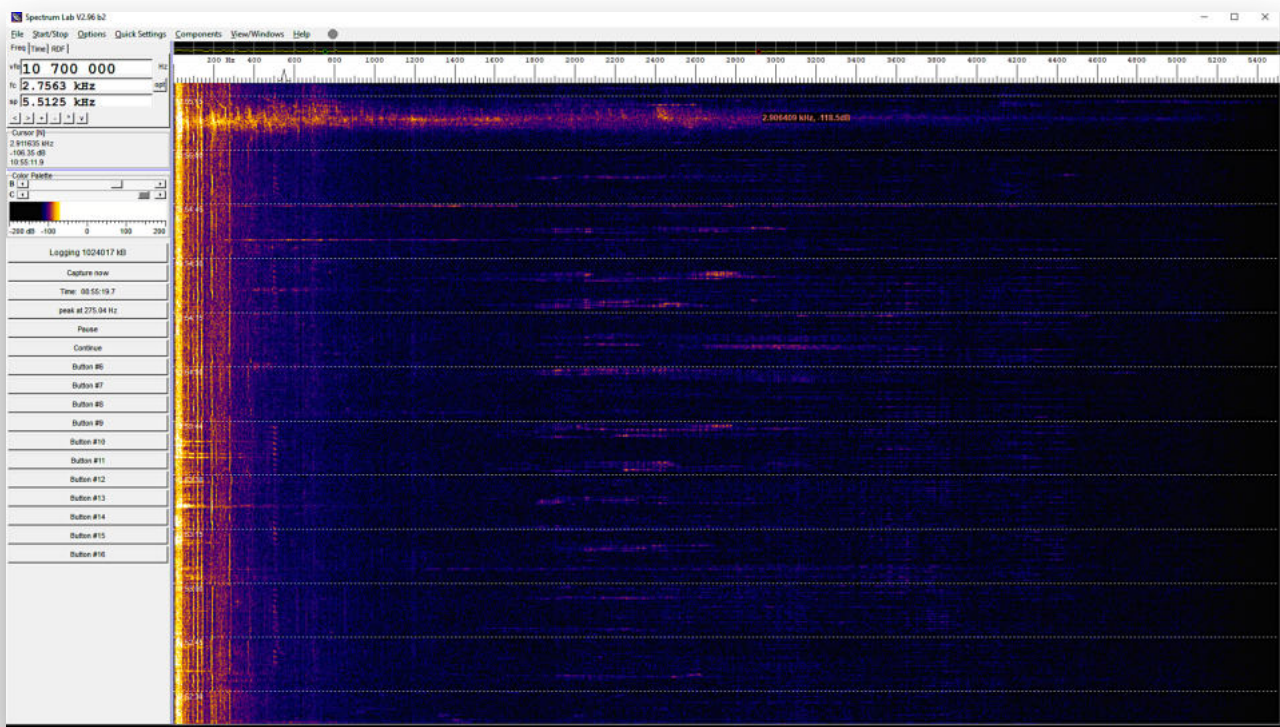 Spectrum Lab V2.96 b2
File Start/Stop Options Quick Settings Components View/Windows Help
Freq Time RDF
vfo 10 700 000 Hz
fc 2.7563 kHz opt
sp 5.5125 kHz
< > + - ^ v
200 Hz 400 600 800 1000 1200 1400 1600 1800 2000 2200 2400 2600 2800 3000 3200 3400 3600 3800 4000 4200 4400 4600 4800 5000 5200 5400
2.906409 kHz, -118.5dB
Cursor [N]
2.911635 kHz
-106.35 dB
10:55:11.9
Color Palette
B
C
-200 dB -100 0 100 200
Logging 1024017 kB
Capture now
Time: 08:55:19.7
peak at 275.04 Hz
Pause
Continue
Button #6
Button #7
Button #8
Button #9
Button #10
Button #11
Button #12
Button #13
Button #14
Button #15
Button #16